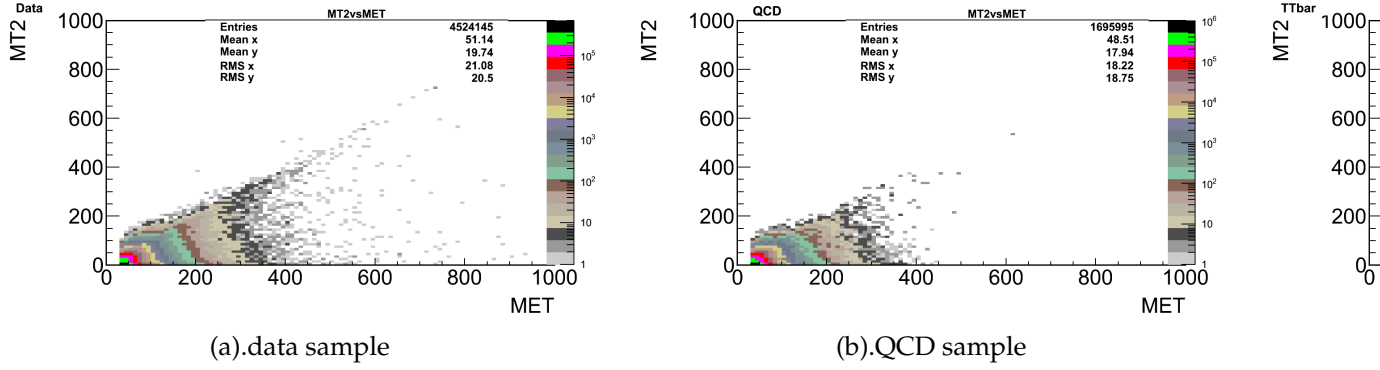 Data
MT2vsMET
MT2
Entries 4524145
Mean x 51.14
Mean y 19.74
RMS x 21.08
RMS y 20.5
1000
800
600
400
200
0
0 200 400 600 800 1000
MET
10^5
10^4
10^3
10^2
10
1
(a).data sample
QCD
MT2vsMET
MT2
Entries 1695995
Mean x 48.51
Mean y 17.94
RMS x 18.22
RMS y 18.75
1000
800
600
400
200
0
0 200 400 600 800 1000
MET
10^6
10^5
10^4
10^3
10^2
10
1
(b).QCD sample
TTbar
MT2
1000
800
600
400
200
0
0